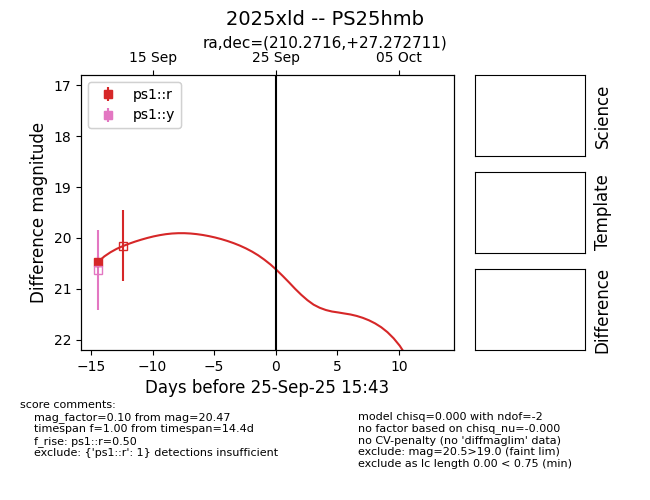 2025xld -- PS25hmb
ra,dec=(210.2716,+27.272711)
15 Sep 25 Sep 05 Oct
ps1::r
ps1::y
17
18
19
20
21
22
Difference magnitude
−15 −10 −5 0 5 10
Days before 25-Sep-25 15:43
Science
Template
Difference
score comments:
mag_factor=0.10 from mag=20.47
timespan f=1.00 from timespan=14.4d
f_rise: ps1::r=0.50
exclude: {'ps1::r': 1} detections insufficient
model chisq=0.000 with ndof=-2
no factor based on chisq_nu=-0.000
no CV-penalty (no 'diffmaglim' data)
exclude: mag=20.5>19.0 (faint lim)
exclude as lc length 0.00 < 0.75 (min)